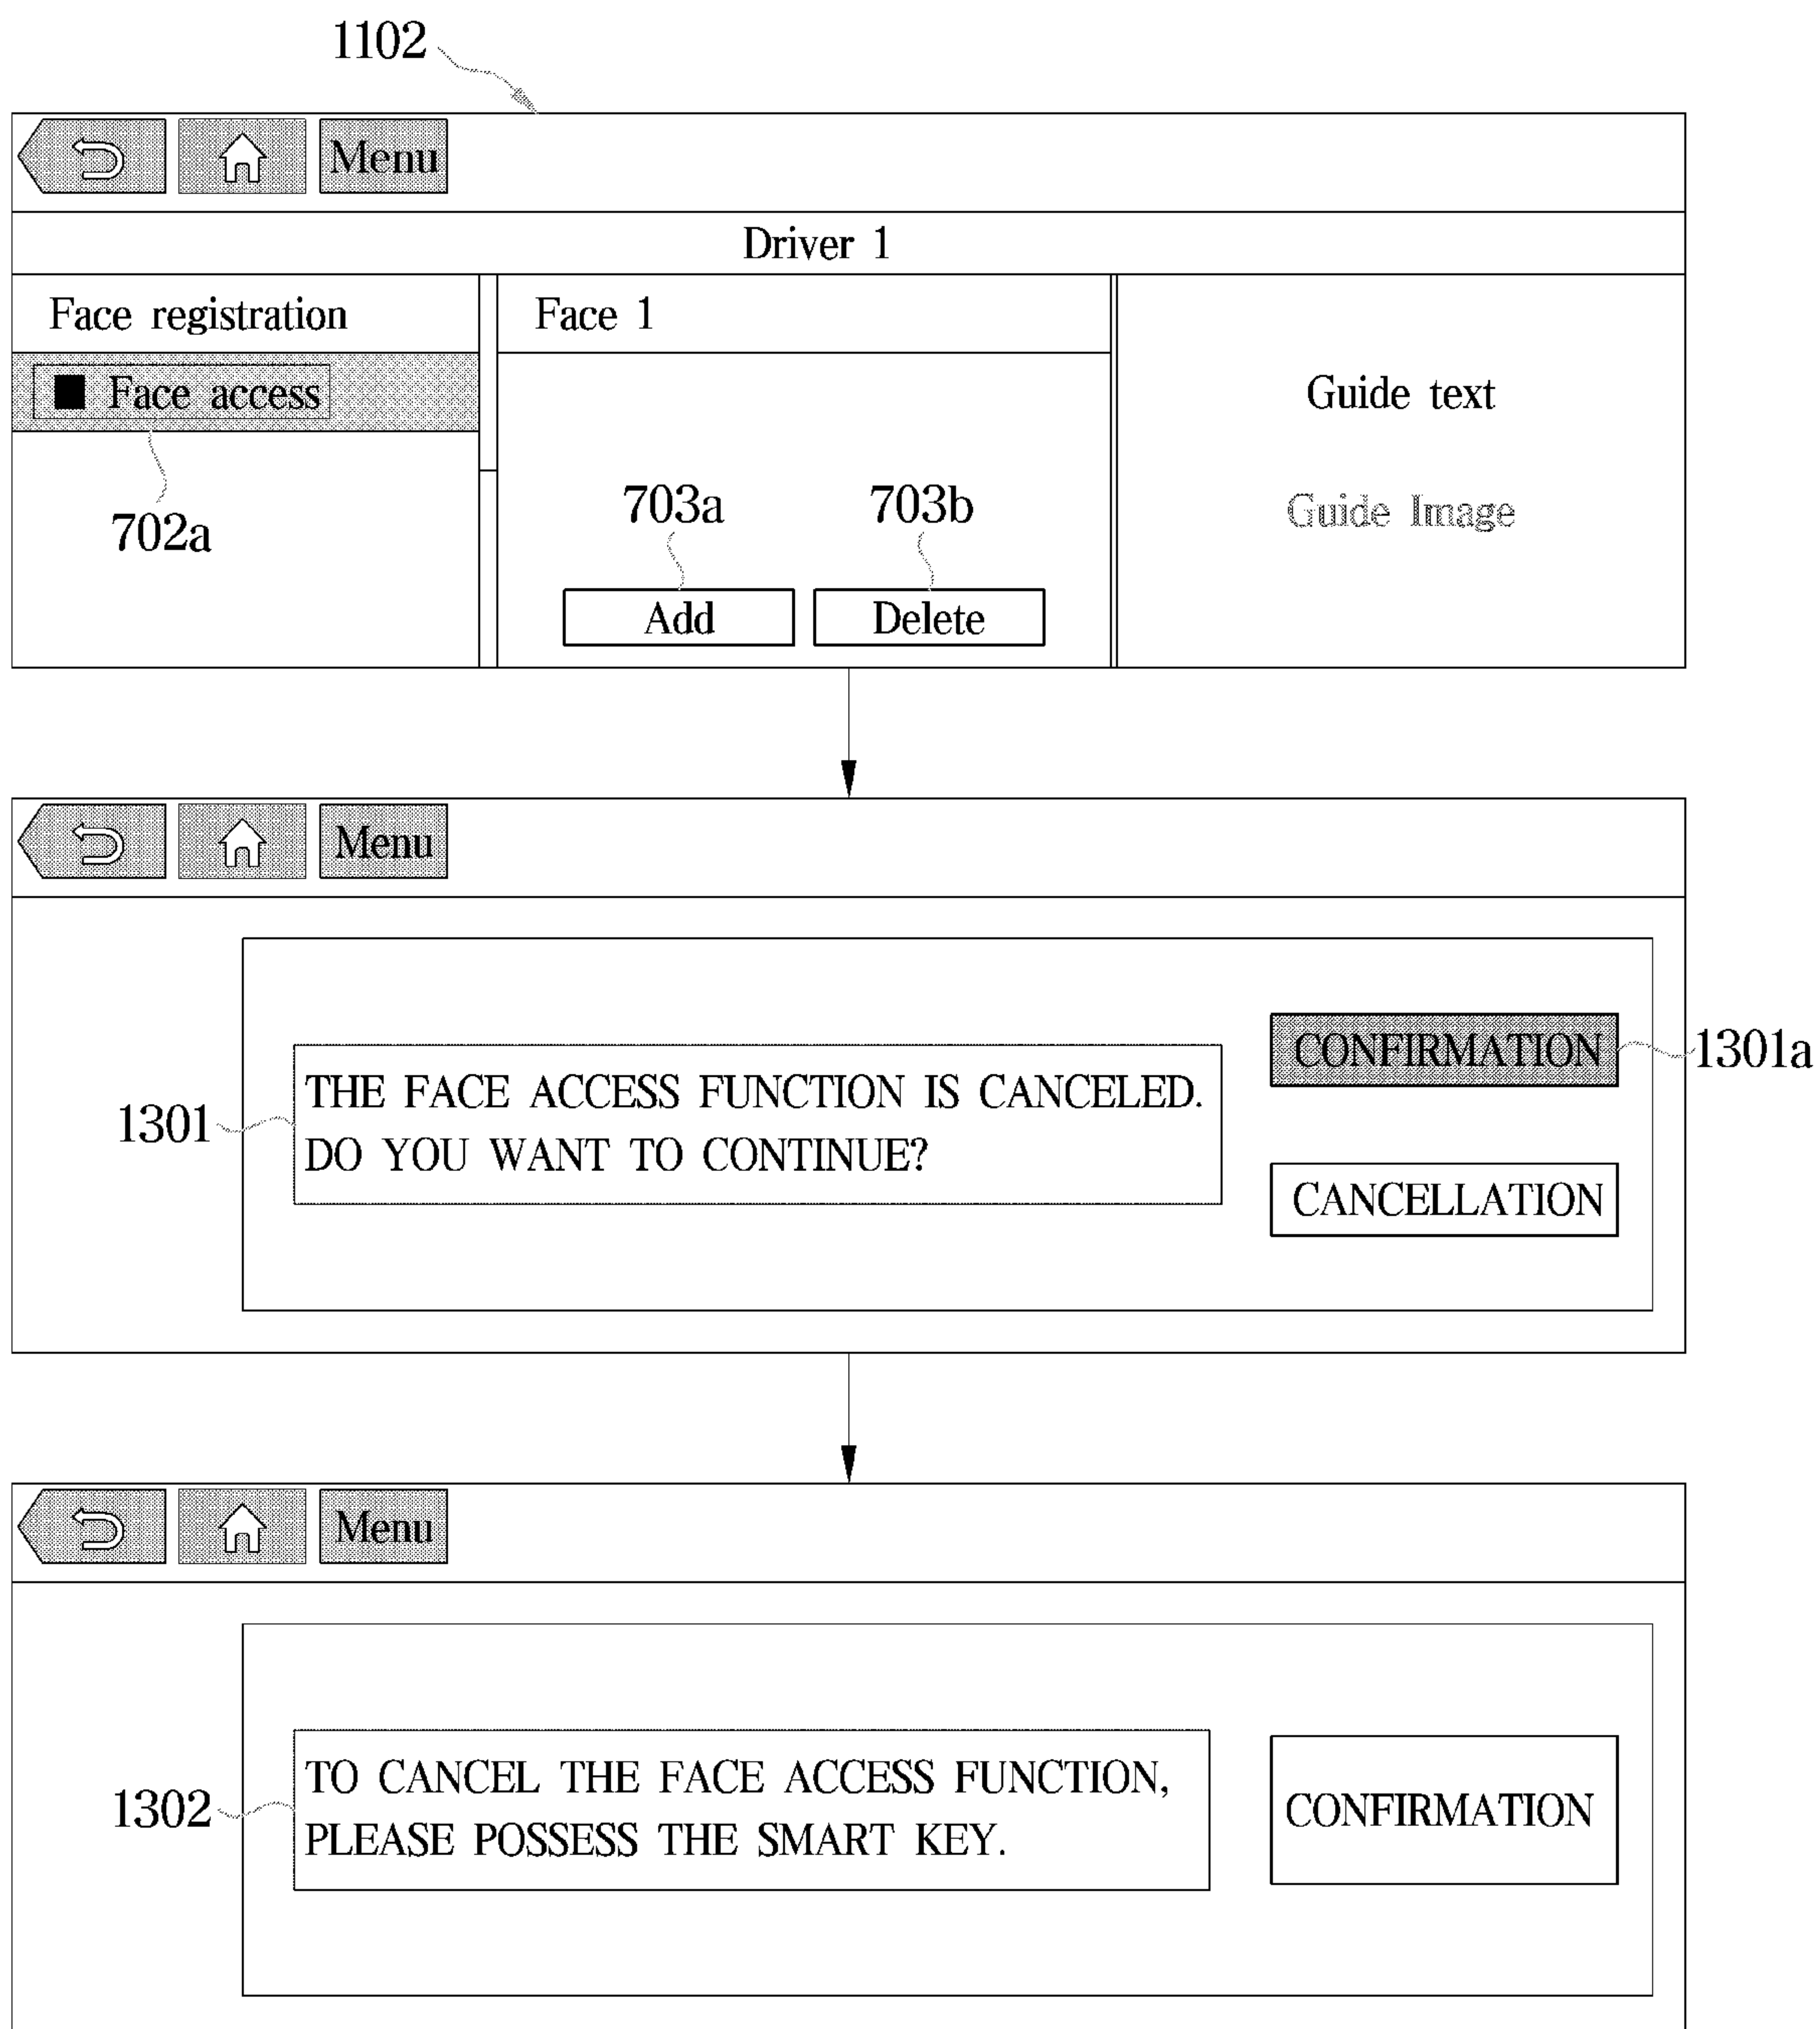 1102
Menu
Driver 1
Face registration
Face 1
Face access
Guide text
702a
703a
703b
Guide Image
Add
Delete
Menu
1301
THE FACE ACCESS FUNCTION IS CANCELED.
DO YOU WANT TO CONTINUE?
CONFIRMATION
1301a
CANCELLATION
Menu
1302
TO CANCEL THE FACE ACCESS FUNCTION,
PLEASE POSSESS THE SMART KEY.
CONFIRMATION